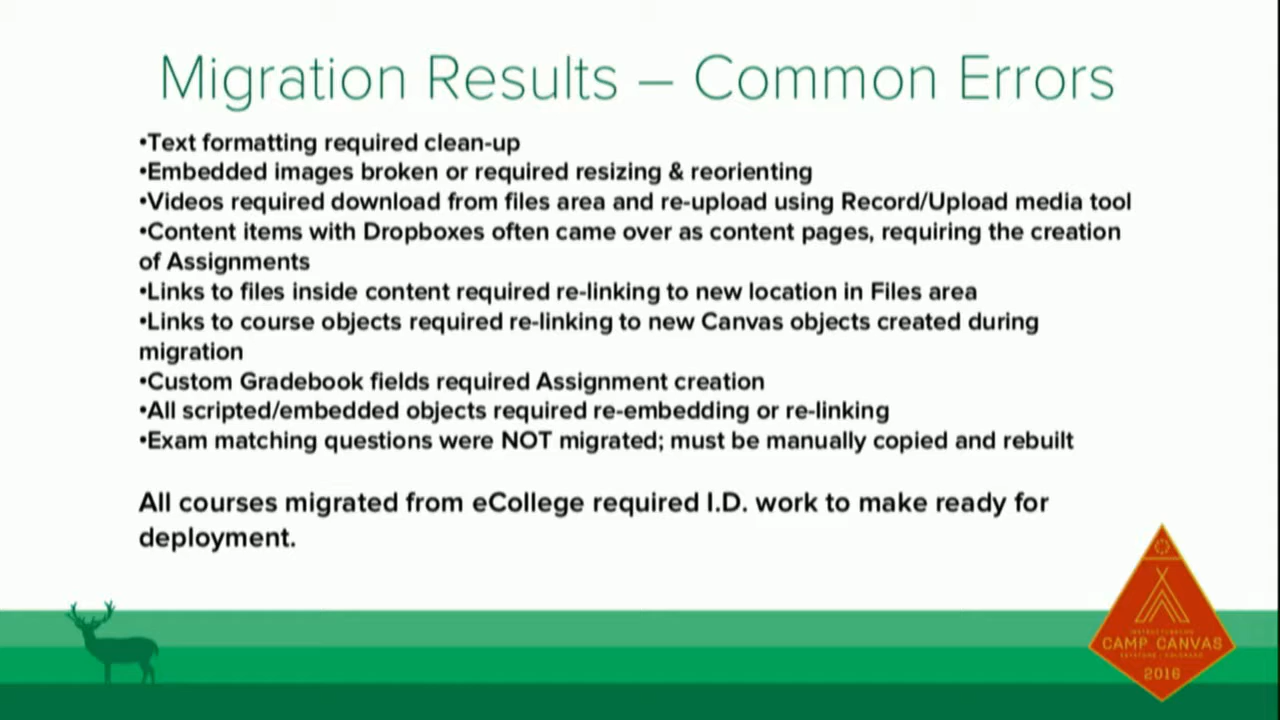 Migration Results – Common Errors
•Text formatting required clean-up
•Embedded images broken or required resizing & reorienting
•Videos required download from files area and re-upload using Record/Upload media tool
•Content items with Dropboxes often came over as content pages, requiring the creation
of Assignments
•Links to files inside content required re-linking to new location in Files area
•Links to course objects required re-linking to new Canvas objects created during
migration
•Custom Gradebook fields required Assignment creation
•All scripted/embedded objects required re-embedding or re-linking
•Exam matching questions were NOT migrated; must be manually copied and rebuilt
All courses migrated from eCollege required I.D. work to make ready for
deployment.
CAMP CANVAS
KEYSTONE COLORADO
2016